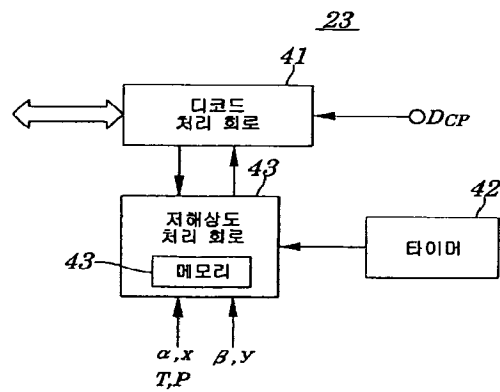 23
41
디코드
처리 회로
D_CP
43
42
저해상도
처리 회로
타이머
43
메모리
α,x
β,y
T,P